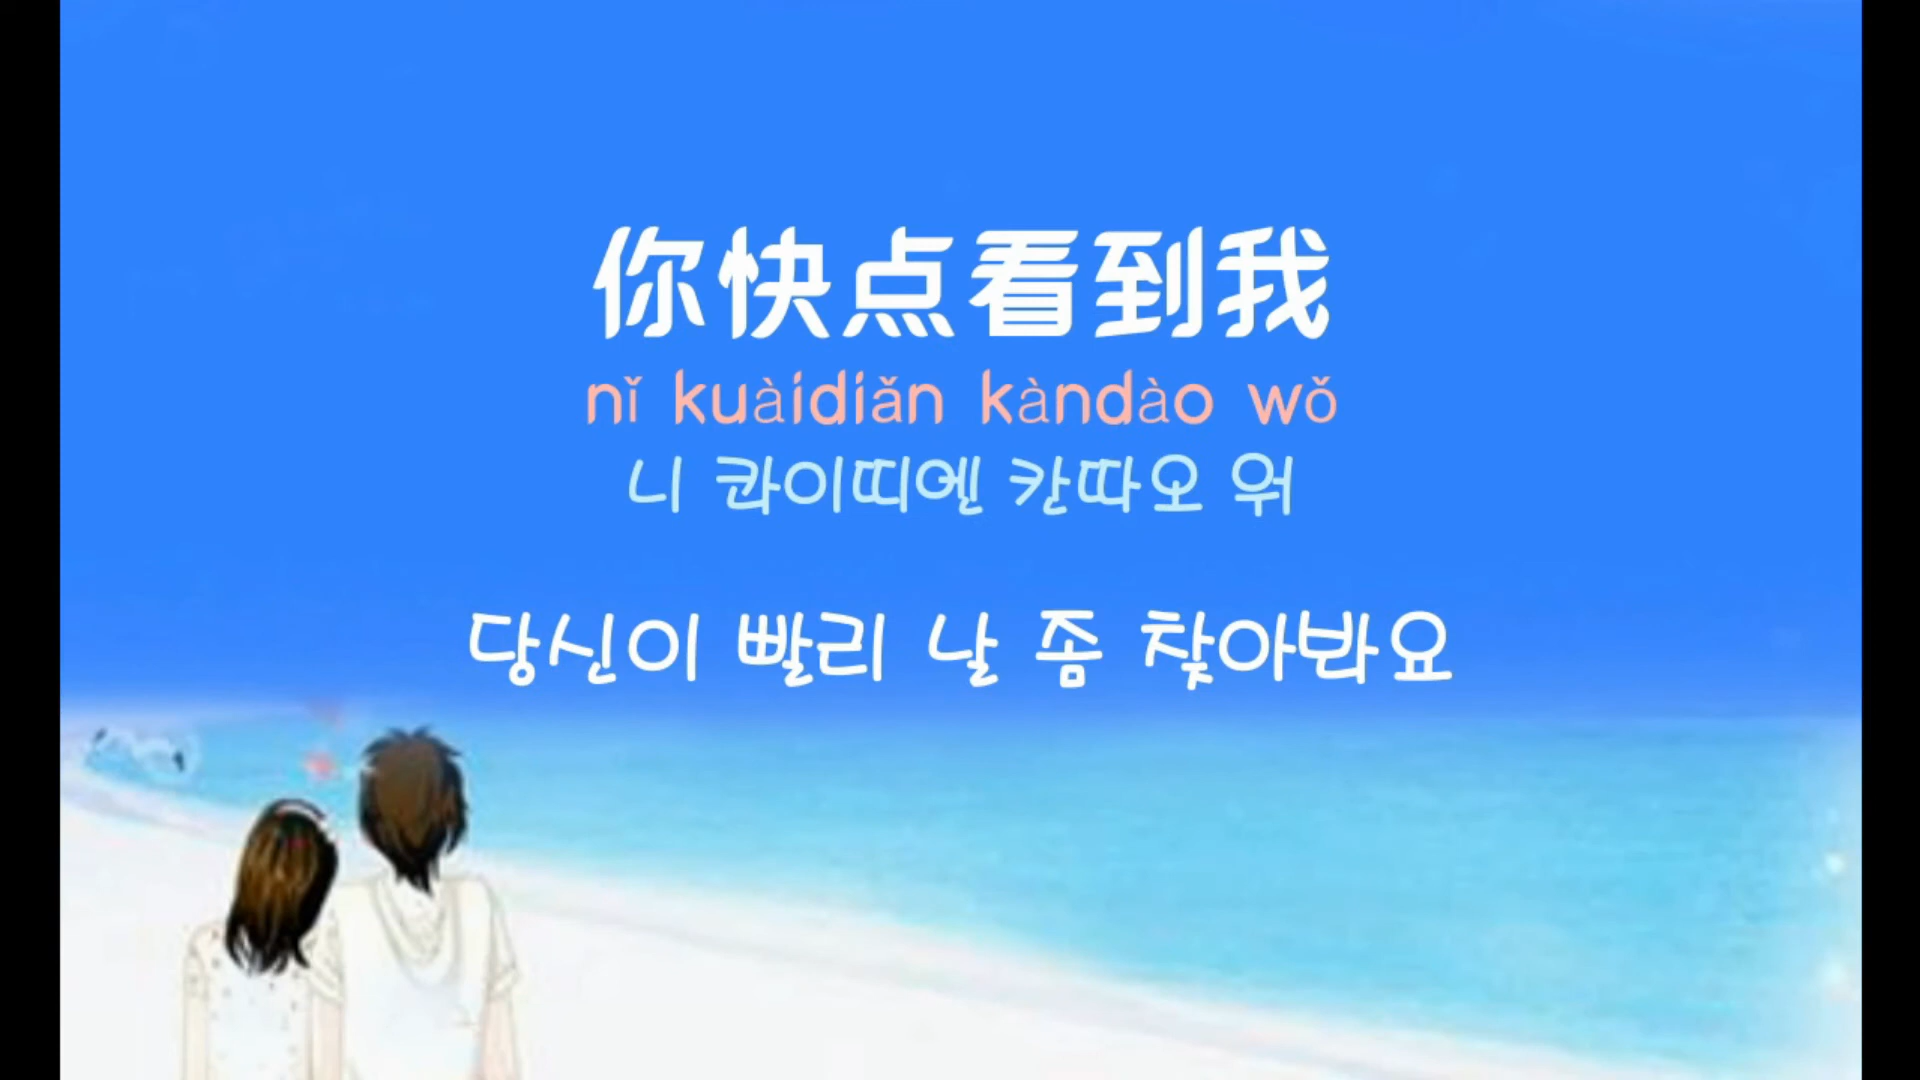 你快点看到我
nǐ kuàidiǎn kàndào wǒ
니 콰이띠엔 칸따오 워
당신이 빨리 날 좀 찾아봐요